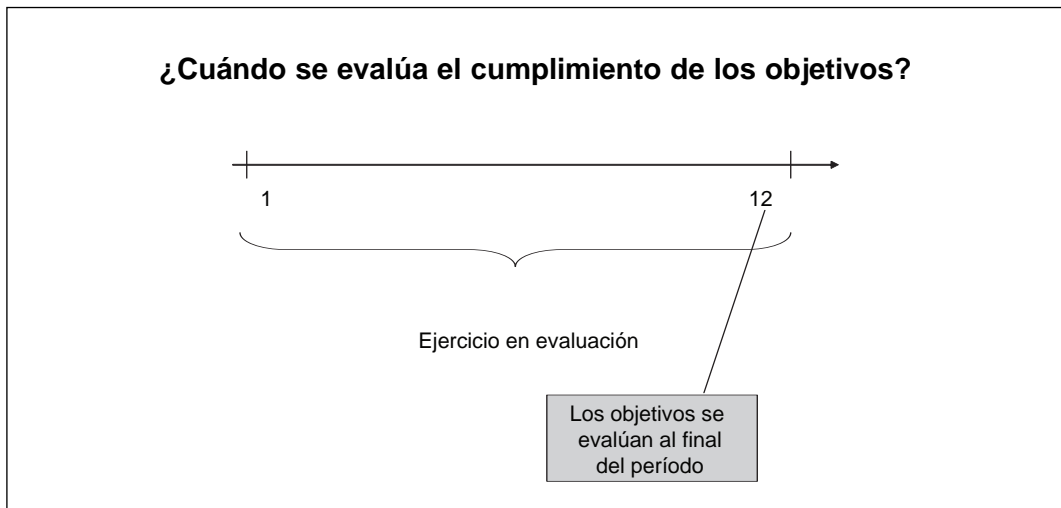 ¿Cuándo se evalúa el cumplimiento de los objetivos?
1
12
Ejercicio en evaluación
Los objetivos se
evalúan al final
del período